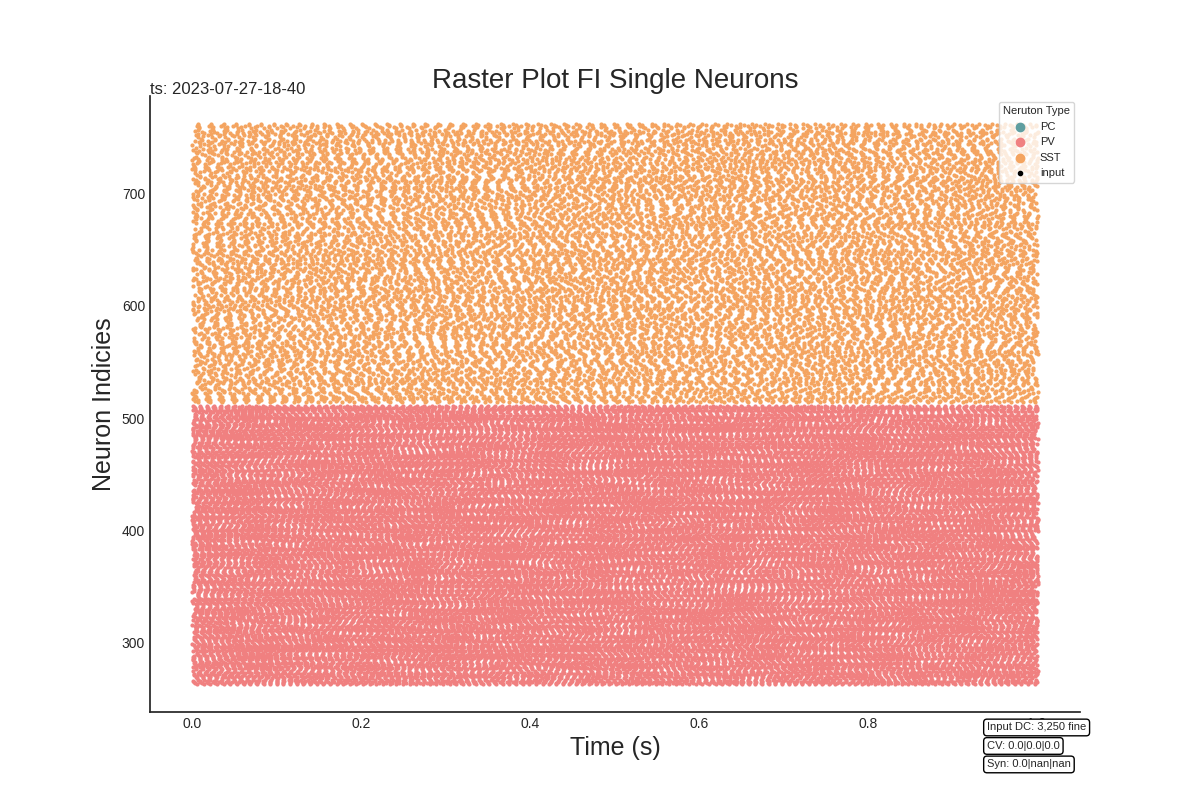 Raster Plot FI Single Neurons
ts: 2023-07-27-18-40
Neruton Type
PC
PV
SST
input
700
600
500
400
300
Neuron Indicies
0.0
0.2
0.4
0.6
0.8
Time (s)
Input DC: 3,250 fine
CV: 0.0|0.0|0.0
Syn: 0.0|nan|nan